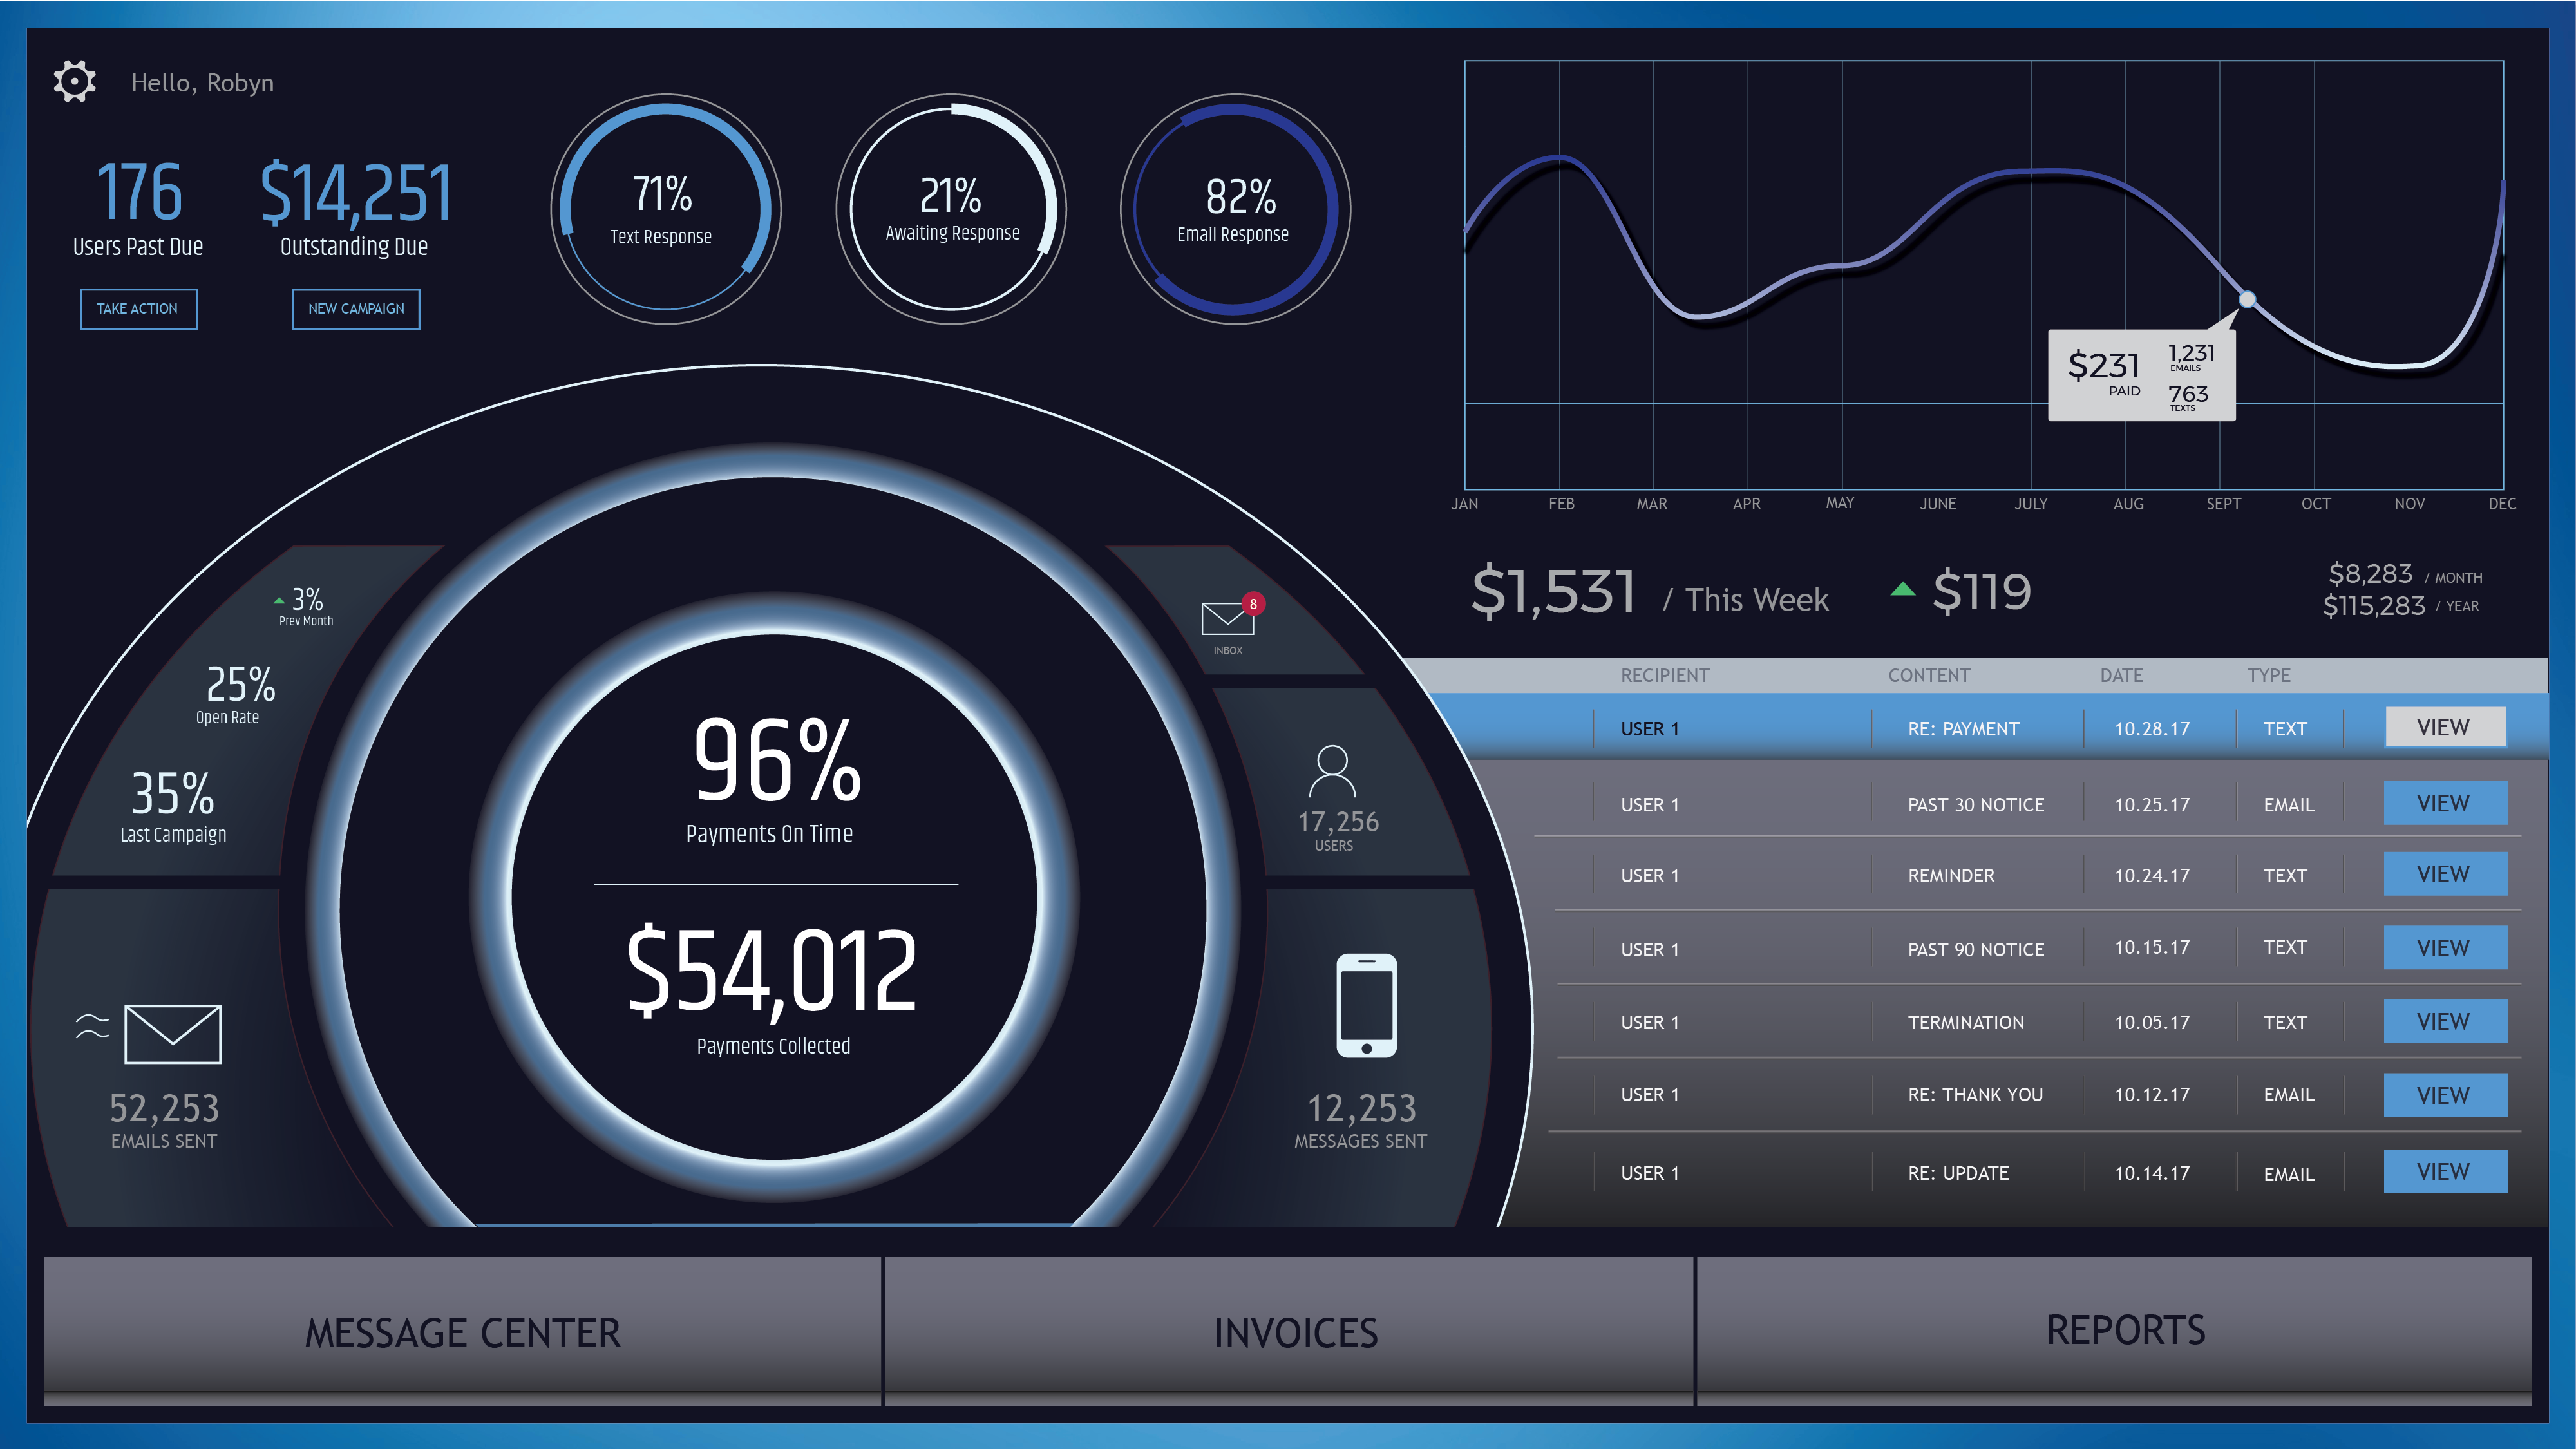 Hello, Robyn
176
Users Past Due
TAKE ACTION
$14,251
Outstanding Due
NEW CAMPAIGN
71%
Text Response
21%
Awaiting Response
82%
Email Response
$231
PAID
1,231
EMAILS
763
TEXTS
JAN FEB MAR APR MAY JUNE JULY AUG SEPT OCT NOV DEC
$1,531 / This Week $119
$8,283 / MONTH
$115,283 / YEAR
3%
Prev Month
25%
Open Rate
35%
Last Campaign
52,253
EMAILS SENT
96%
Payments On Time
$54,012
Payments Collected
8
INBOX
17,256
USERS
12,253
MESSAGES SENT
RECIPIENT CONTENT DATE TYPE
USER 1 RE: PAYMENT 10.28.17 TEXT VIEW
USER 1 PAST 30 NOTICE 10.25.17 EMAIL VIEW
USER 1 REMINDER 10.24.17 TEXT VIEW
USER 1 PAST 90 NOTICE 10.15.17 TEXT VIEW
USER 1 TERMINATION 10.05.17 TEXT VIEW
USER 1 RE: THANK YOU 10.12.17 EMAIL VIEW
USER 1 RE: UPDATE 10.14.17 EMAIL VIEW
MESSAGE CENTER
INVOICES
REPORTS